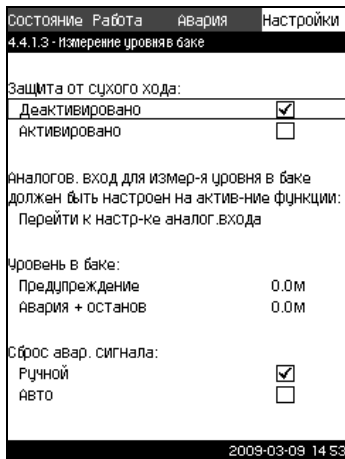 Состояние Работа Авария Настройки
4.4.1.3 - Измерение уровня в баке
Защита от сухого хода:
Деактивировано
Активировано
Аналогов. вход для измер-я уровня в баке
должен быть настроен на актив-ние функции:
Перейти к настр-ке аналог.входа
Уровень в баке:
Предупреждение 0.0м
Авария + останов 0.0м
Сброс авар. сигнала:
Ручной
Авто
2009-03-09 14:53